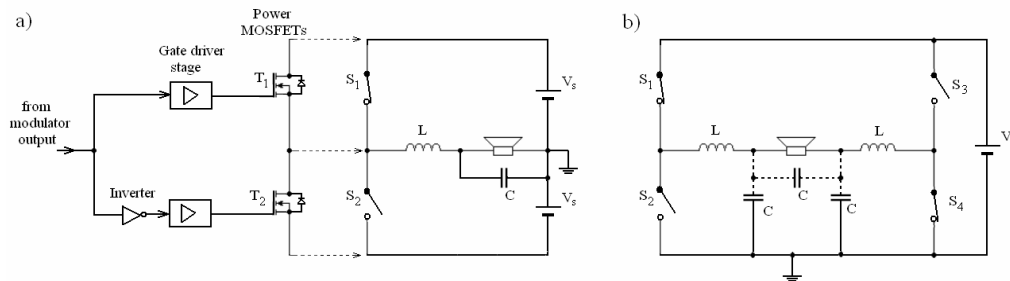 a)
Power
MOSFETs
Gate driver
stage
T1
from
modulator
output
Inverter
T2
S1
Vs
L
C
S2
Vs
b)
S1
S3
L
L
V
C
S2
C
C
S4